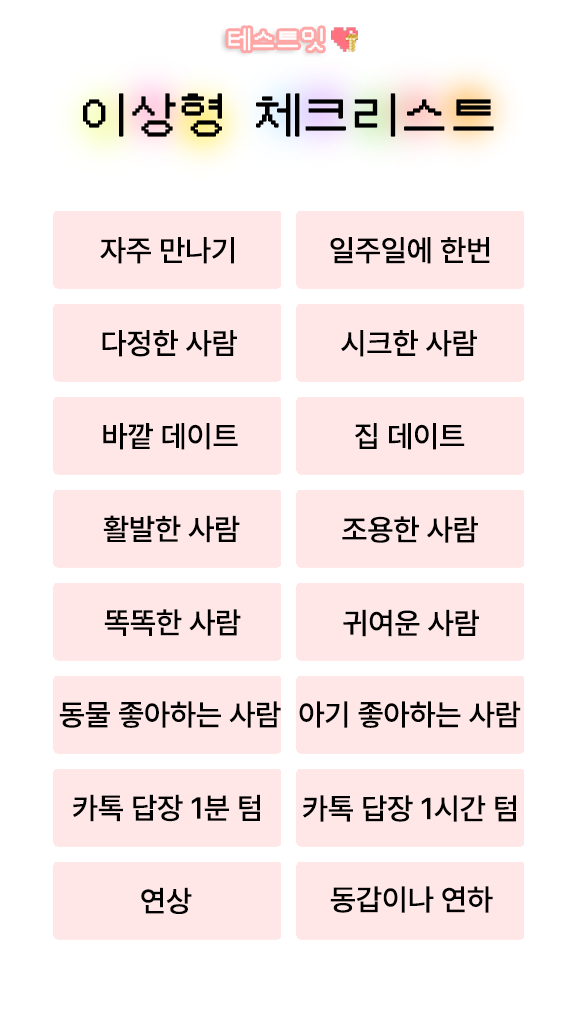 테스트잇
이상형 체크리스트
자주 만나기
일주일에 한번
다정한 사람
시크한 사람
바깥 데이트
집 데이트
활발한 사람
조용한 사람
똑똑한 사람
귀여운 사람
동물 좋아하는 사람
아기 좋아하는 사람
카톡 답장 1분 텀
카톡 답장 1시간 텀
연상
동갑이나 연하